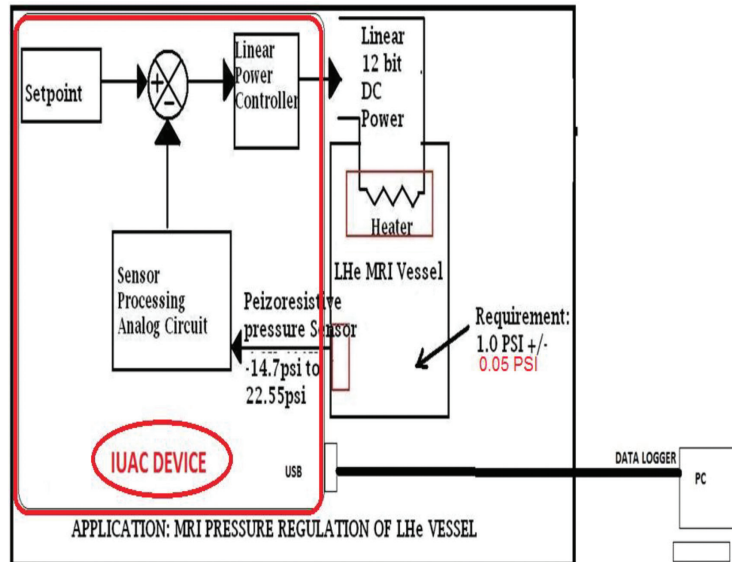 Setpoint
+
-
Linear
Power
Controller
Linear
12 bit
DC
Power
Heater
LHe MRI Vessel
Sensor
Processing
Analog Circuit
Peizoresistive
pressure Sensor
-14.7psi to
22.55psi
Requirement:
1.0 PSI +/-
0.05 PSI
IUAC DEVICE
USB
DATA LOGGER
PC
APPLICATION: MRI PRESSURE REGULATION OF LHe VESSEL